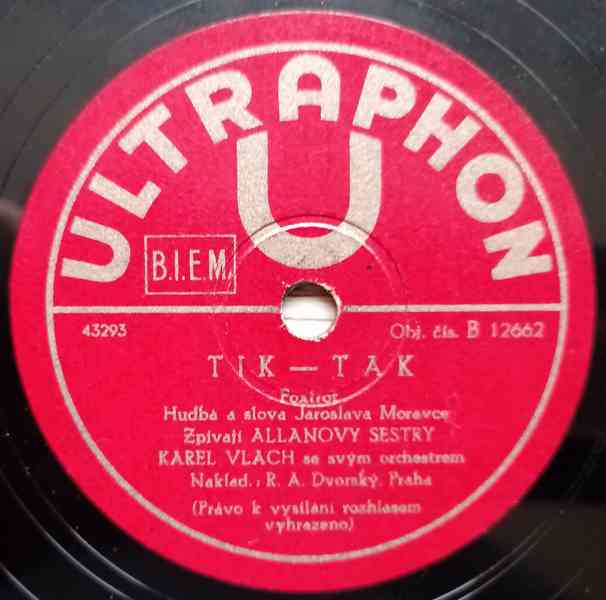 ULTRAPHON
U
B.I.E.M.
43293
Obj. čís. B 12662
TIK — TAK
Foxtrot
Hudba a slova Jaroslava Moravce
Zpívají ALLANOVY SESTRY
KAREL VLACH se svým orchestrem
Naklad.: R. A. Dvorský, Praha
(Právo k vysílání rozhlasem
vyhrazeno)